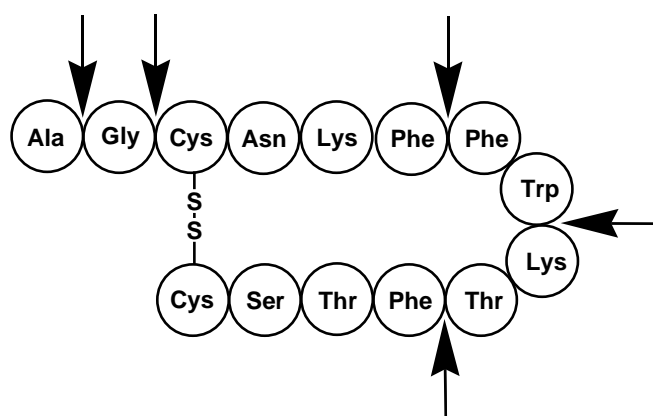 Ala Gly Cys Asn Lys Phe Phe
Trp
S
S
Lys
Cys Ser Thr Phe Thr